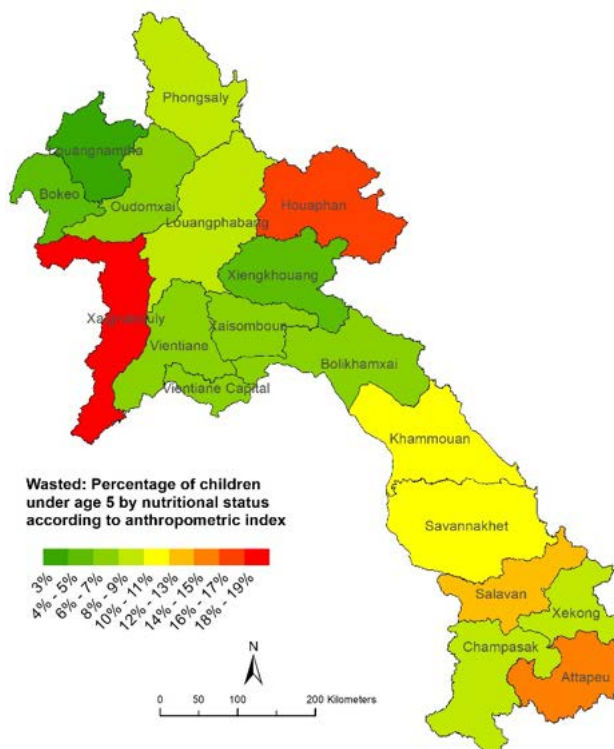 Phongsaly
Louangnamtha
Bokeo
Oudomxai
Louangphabang
Houaphan
Xiengkhouang
Xaisomboun
Vientiane
Bolikhamxai
Vientiane Capital
Khammouan
Wasted: Percentage of children
under age 5 by nutritional status
according to anthropometric index
Savannakhet
3%
4% - 5%
6% - 7%
8% - 9%
10% - 11%
12% - 13%
14% - 15%
16% - 17%
18% - 19%
Salavan
Xekong
Champasak
Attapeu
N
0 50 100 200 Kilometers